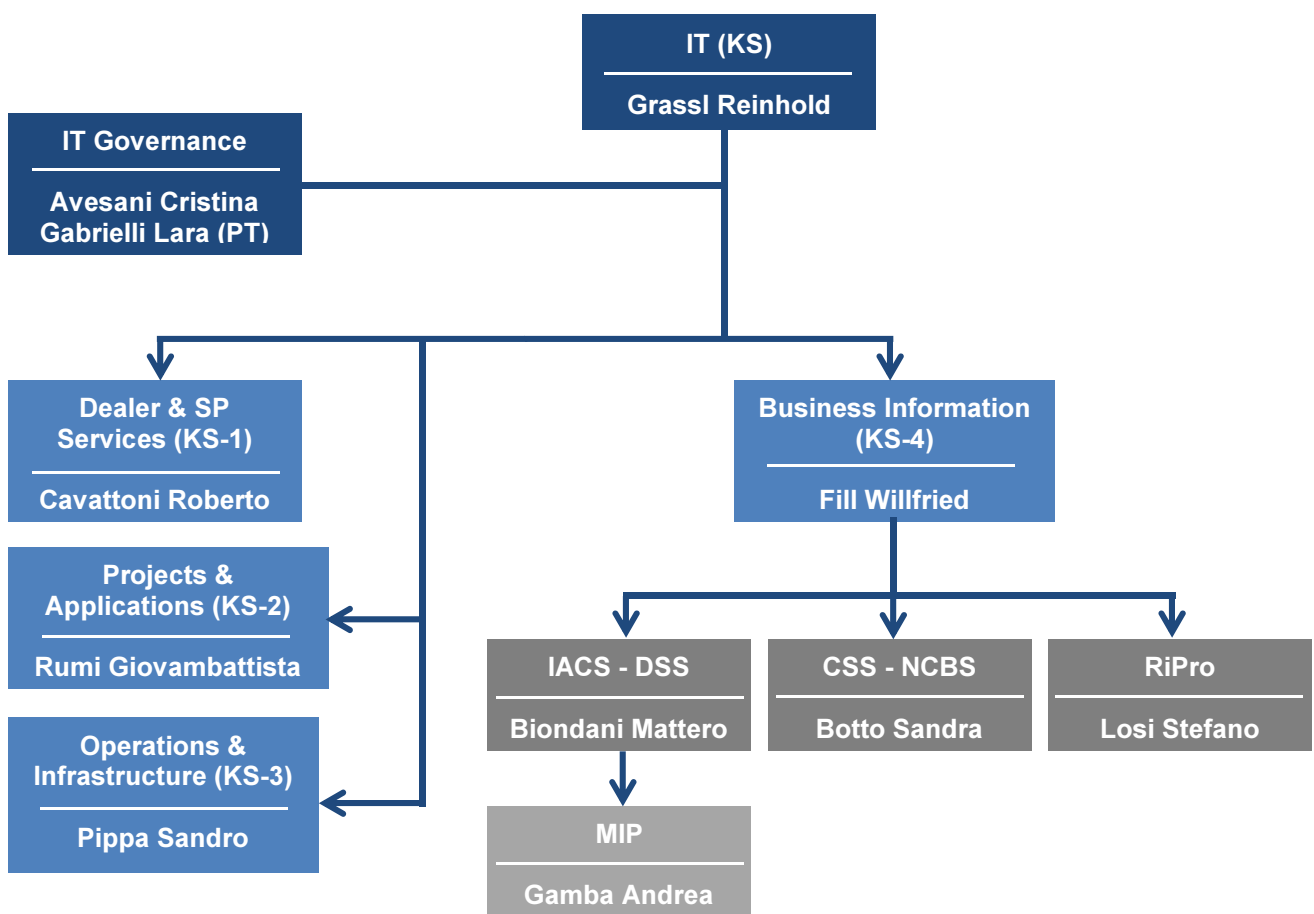 IT (KS)
Grassl Reinhold
IT Governance
Avesani Cristina
Gabrielli Lara (PT)
Dealer & SP
Services (KS-1)
Cavattoni Roberto
Business Information
(KS-4)
Fill Willfried
Projects &
Applications (KS-2)
Rumi Giovambattista
Operations &
Infrastructure (KS-3)
Pippa Sandro
IACS - DSS
Biondani Mattero
CSS - NCBS
Botto Sandra
RiPro
Losi Stefano
MIP
Gamba Andrea